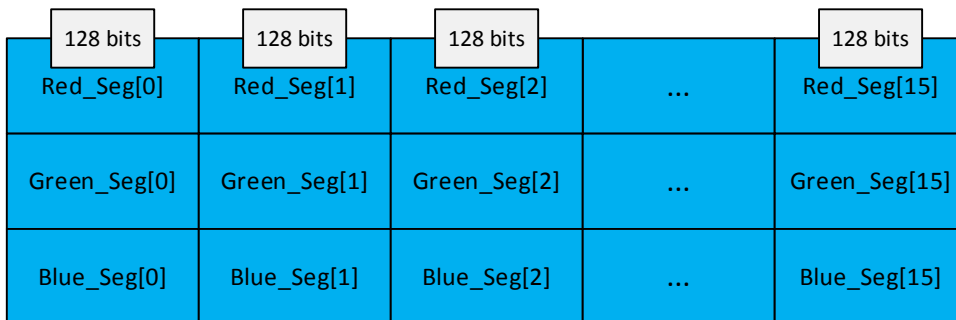 128 bits 128 bits 128 bits 128 bits
Red_Seg[0] Red_Seg[1] Red_Seg[2] ... Red_Seg[15]
Green_Seg[0] Green_Seg[1] Green_Seg[2] ... Green_Seg[15]
Blue_Seg[0] Blue_Seg[1] Blue_Seg[2] ... Blue_Seg[15]